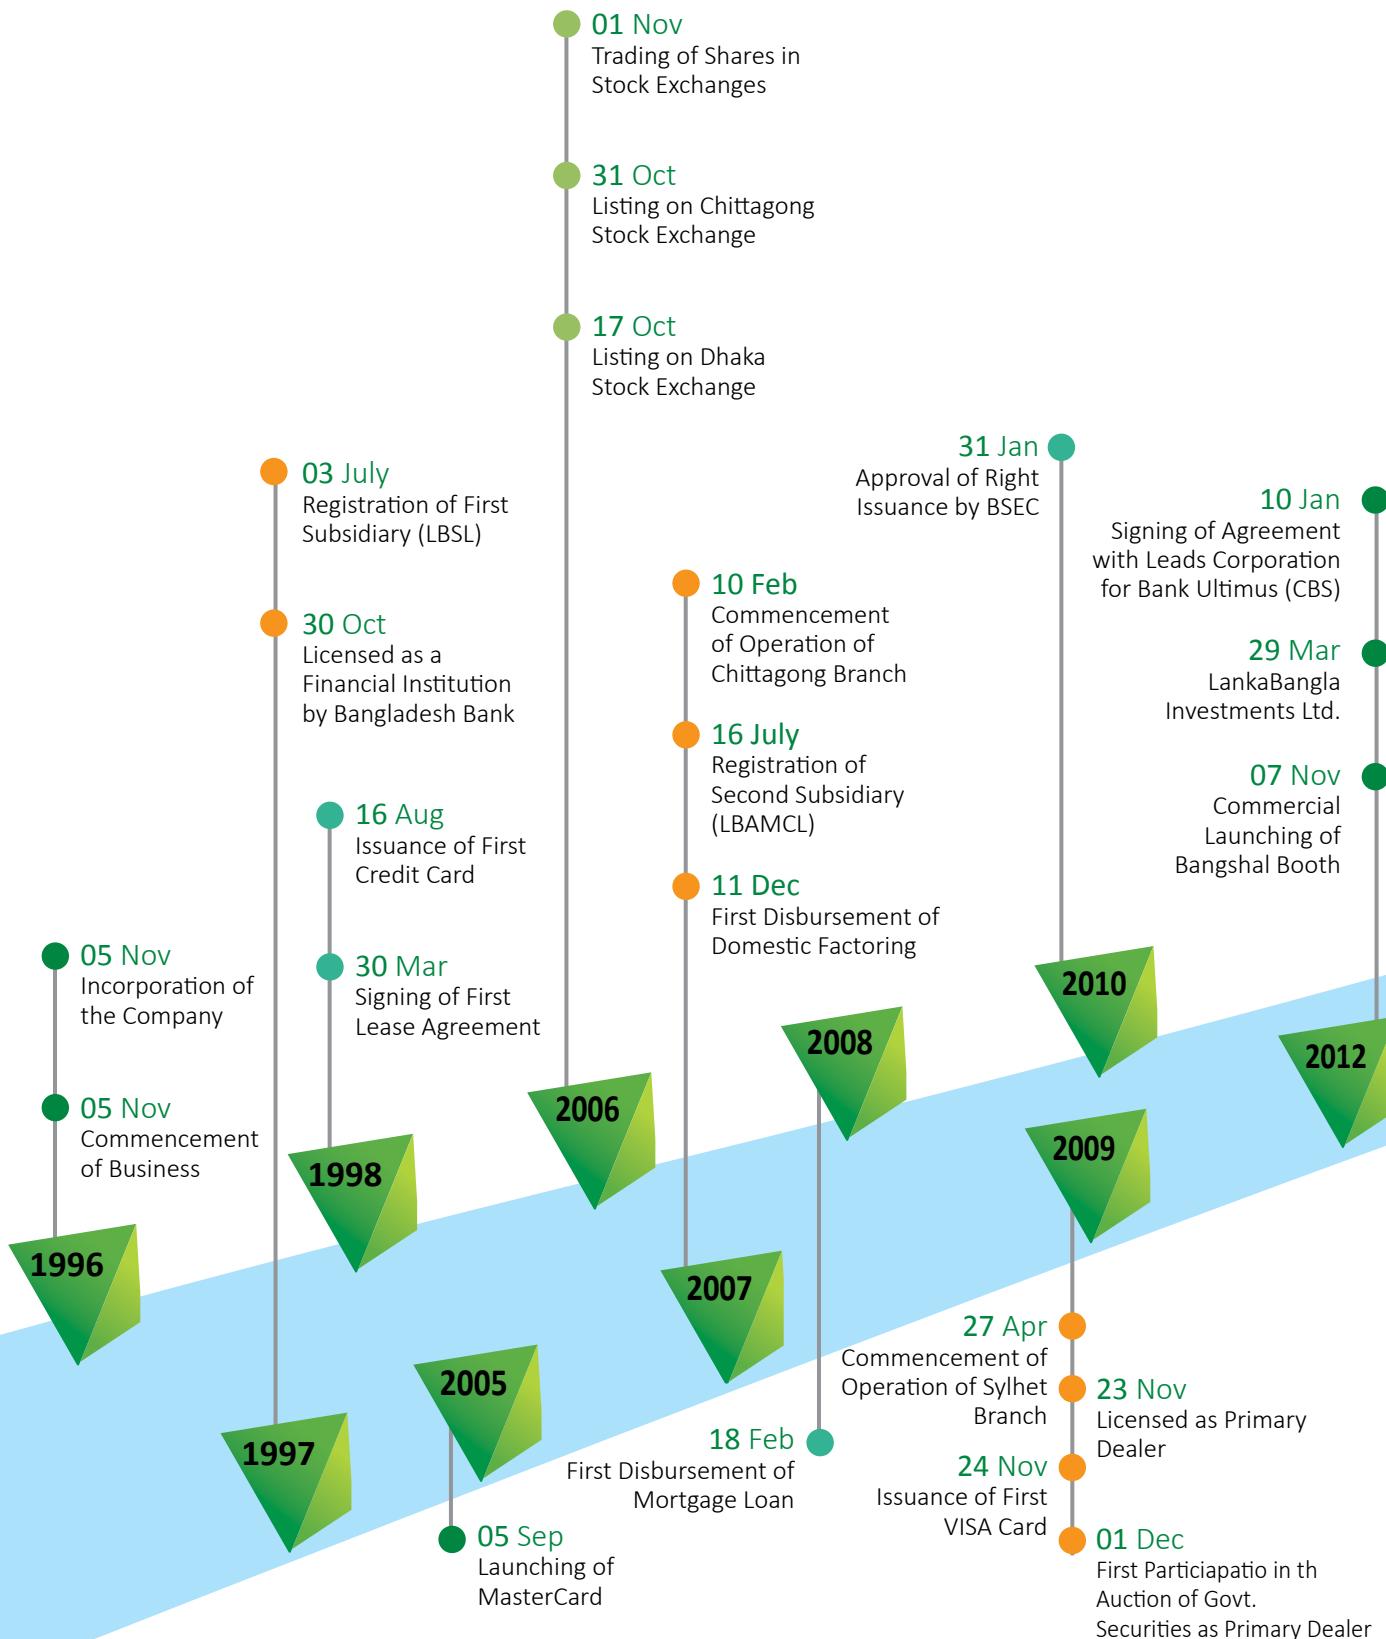 01 Nov
Trading of Shares in
Stock Exchanges
31 Oct
Listing on Chittagong
Stock Exchange
17 Oct
Listing on Dhaka
Stock Exchange
03 July
Registration of First
Subsidiary (LBSL)
30 Oct
Licensed as a
Financial Institution
by Bangladesh Bank
16 Aug
Issuance of First
Credit Card
30 Mar
Signing of First
Lease Agreement
05 Nov
Incorporation of
the Company
05 Nov
Commencement
of Business
10 Feb
Commencement
of Operation of
Chittagong Branch
16 July
Registration of
Second Subsidiary
(LBAMCL)
11 Dec
First Disbursement of
Domestic Factoring
31 Jan
Approval of Right
Issuance by BSEC
10 Jan
Signing of Agreement
with Leads Corporation
for Bank Ultimus (CBS)
29 Mar
LankaBangla
Investments Ltd.
07 Nov
Commercial
Launching of
Bangshal Booth
1996
1997
1998
2005
2006
2007
2008
2009
2010
2012
05 Sep
Launching of
MasterCard
18 Feb
First Disbursement of
Mortgage Loan
27 Apr
Commencement of
Operation of Sylhet
Branch
23 Nov
Licensed as Primary
Dealer
24 Nov
Issuance of First
VISA Card
01 Dec
First Particiapatio in th
Auction of Govt.
Securities as Primary Dealer